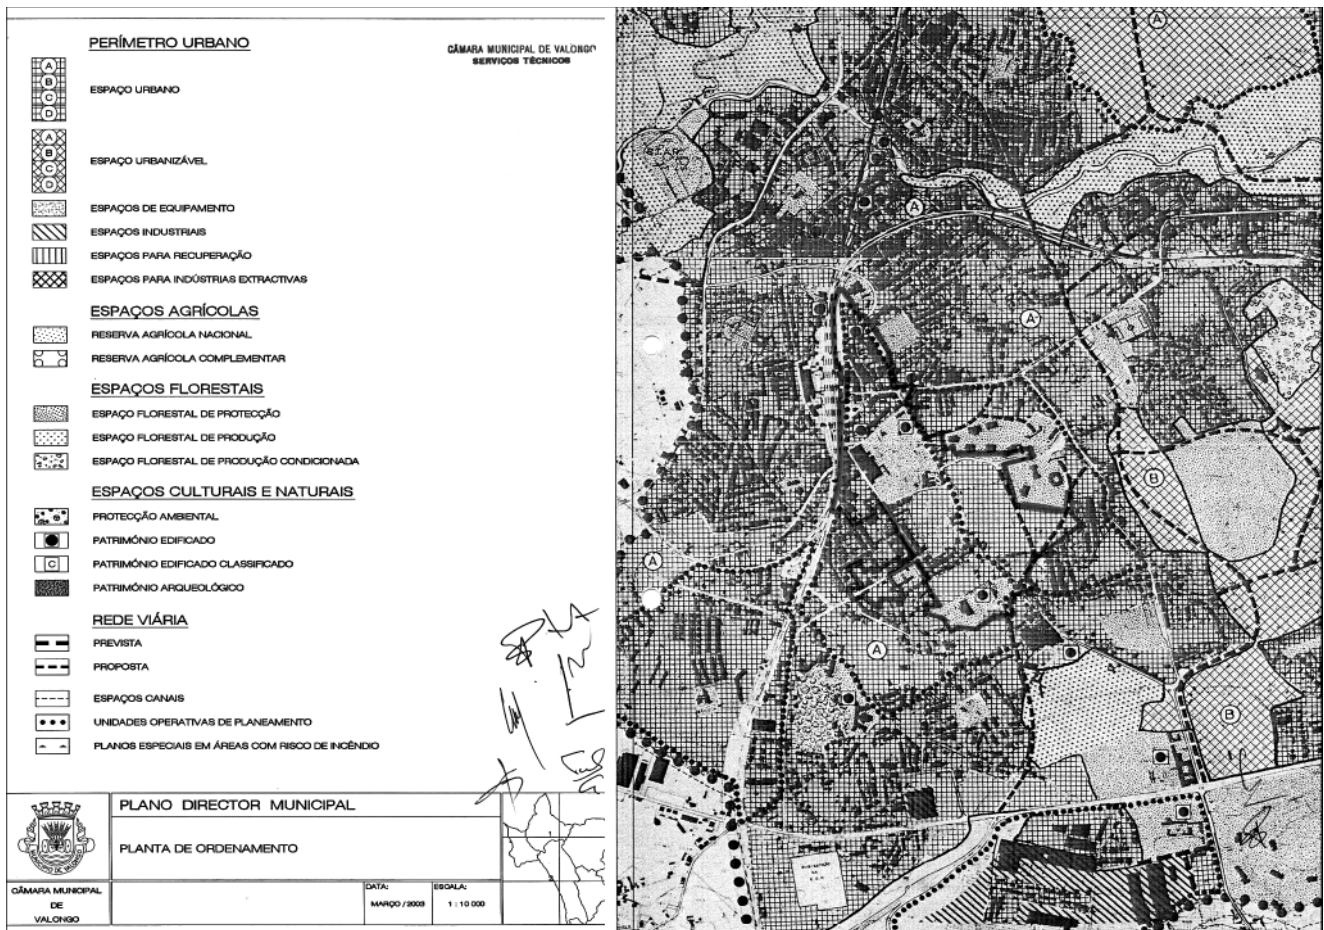 PERÍMETRO URBANO
CÂMARA MUNICIPAL DE VALONGO
SERVIÇOS TÉCNICOS
A
B
C
D
ESPAÇO URBANO
A
B
C
D
ESPAÇO URBANIZÁVEL
ESPAÇOS DE EQUIPAMENTO
ESPAÇOS INDUSTRIAIS
ESPAÇOS PARA RECUPERAÇÃO
ESPAÇOS PARA INDÚSTRIAS EXTRACTIVAS
ESPAÇOS AGRÍCOLAS
RESERVA AGRÍCOLA NACIONAL
RESERVA AGRÍCOLA COMPLEMENTAR
ESPAÇOS FLORESTAIS
ESPAÇO FLORESTAL DE PROTECÇÃO
ESPAÇO FLORESTAL DE PRODUÇÃO
ESPAÇO FLORESTAL DE PRODUÇÃO CONDICIONADA
ESPAÇOS CULTURAIS E NATURAIS
PROTECÇÃO AMBIENTAL
PATRIMÓNIO EDIFICADO
C
PATRIMÓNIO EDIFICADO CLASSIFICADO
PATRIMÓNIO ARQUEOLÓGICO
REDE VIÁRIA
PREVISTA
PROPOSTA
ESPAÇOS CANAIS
UNIDADES OPERATIVAS DE PLANEAMENTO
PLANOS ESPECIAIS EM ÁREAS COM RISCO DE INCÊNDIO
PLANO DIRECTOR MUNICIPAL
PLANTA DE ORDENAMENTO
CÂMARA MUNICIPAL
DE
VALONGO
DATA:
MARÇO / 2003
ESCALA:
1 : 10 000
A
A
A
B
A
A
B